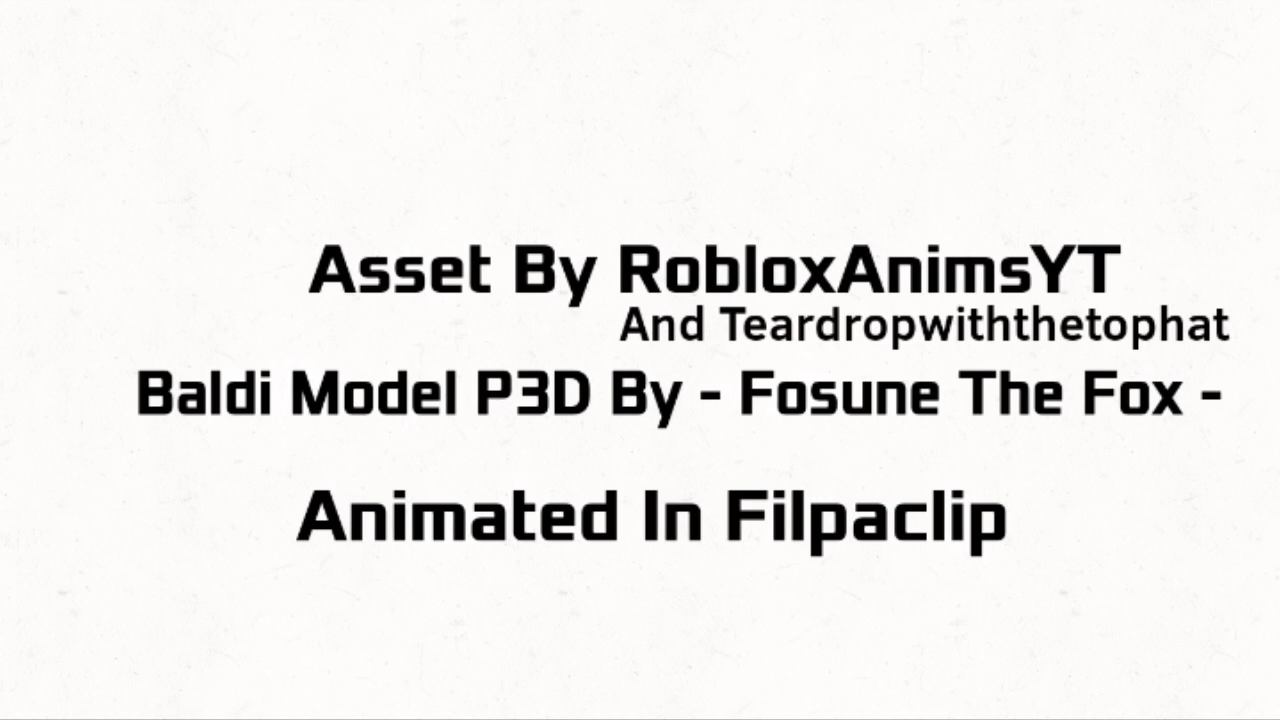 Asset By RobloxAnimsYT
And Teardropwiththetophat
Baldi Model P3D By - Fosune The Fox -
Animated In Filpaclip